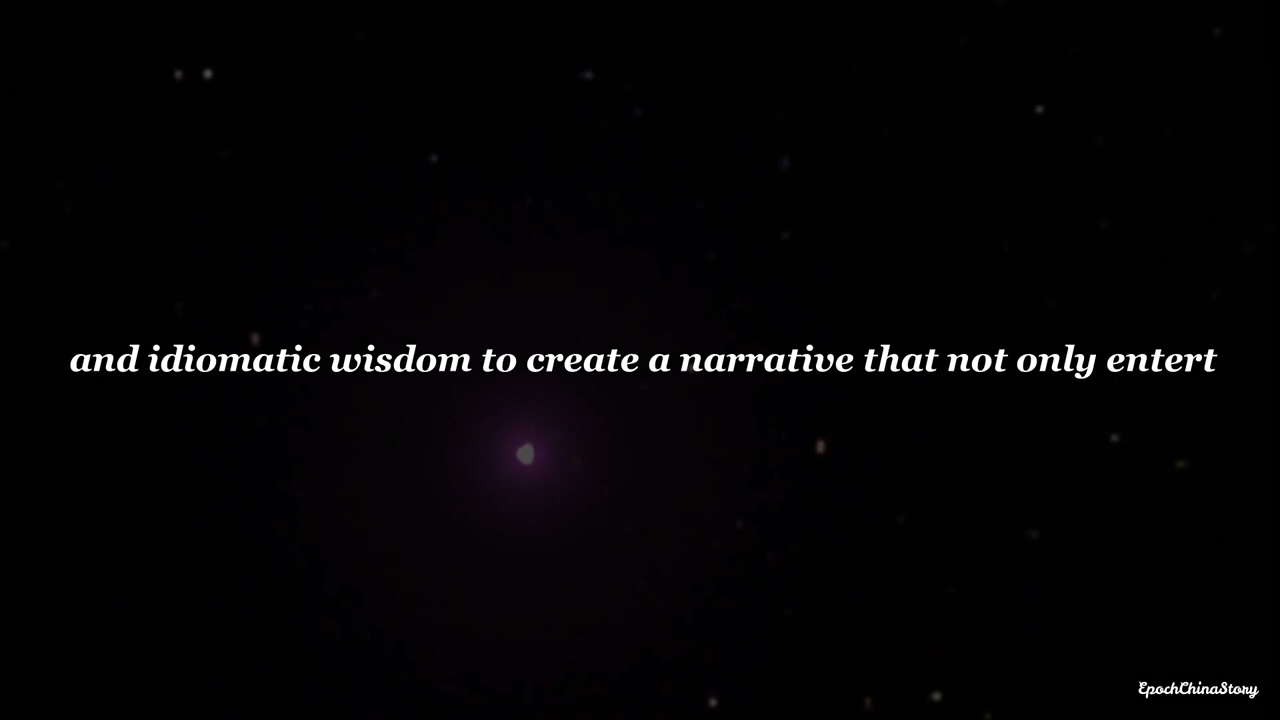 and idiomatic wisdom to create a narrative that not only entert
EpochChinaStory